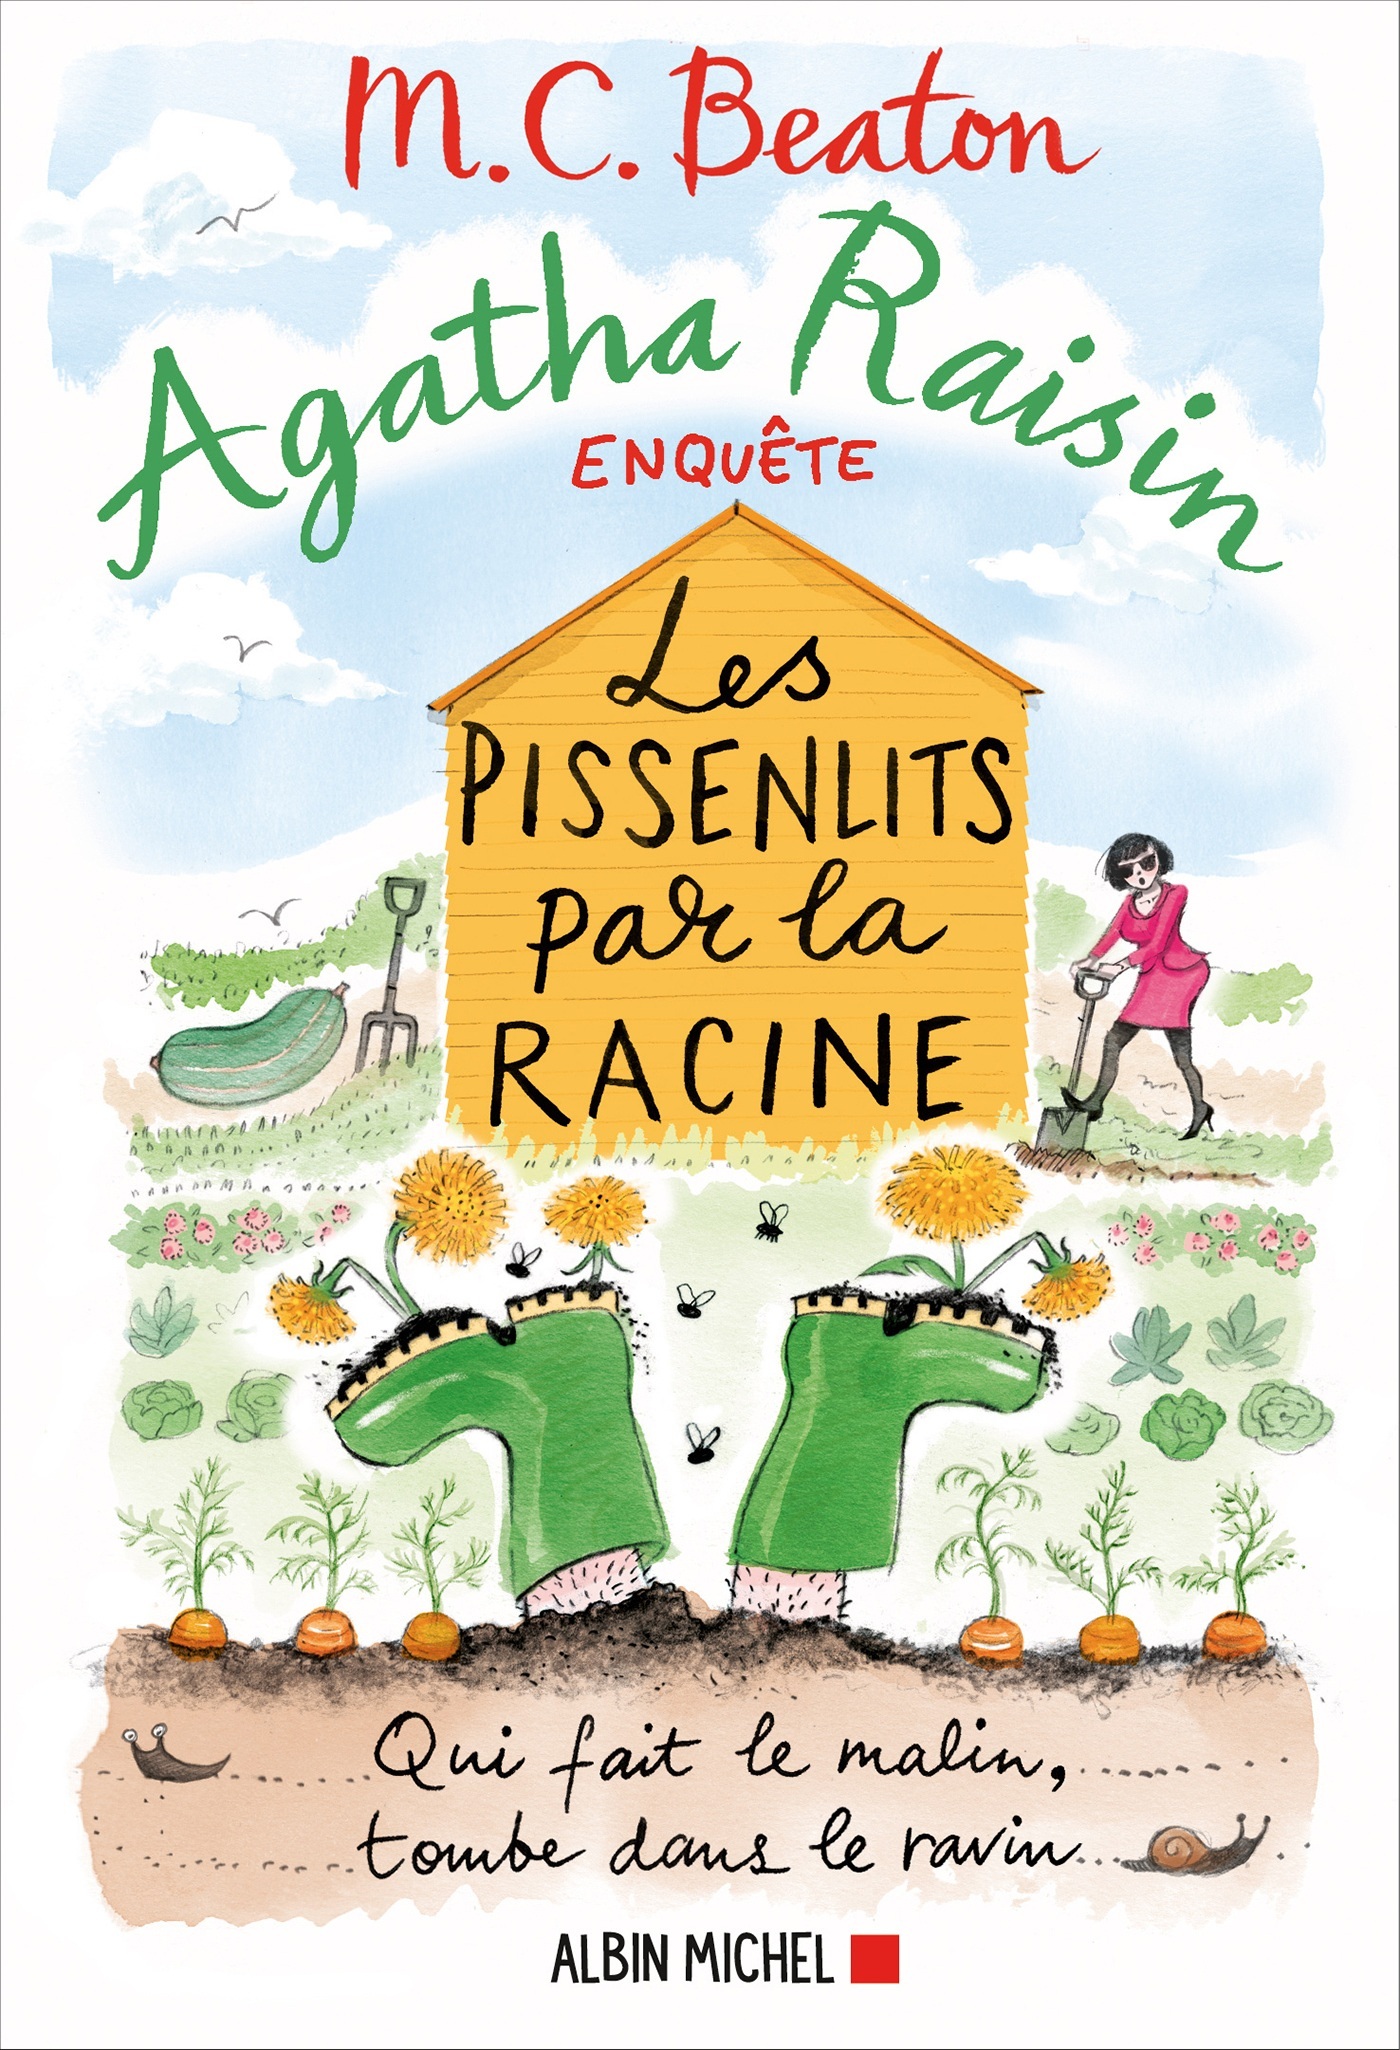 M.C. Beaton
Agatha Raisin
ENQUÊTE
Les
PISSENLITS
par la
RACINE
Qui fait le malin,
tombe dans le ravin...
ALBIN MICHEL